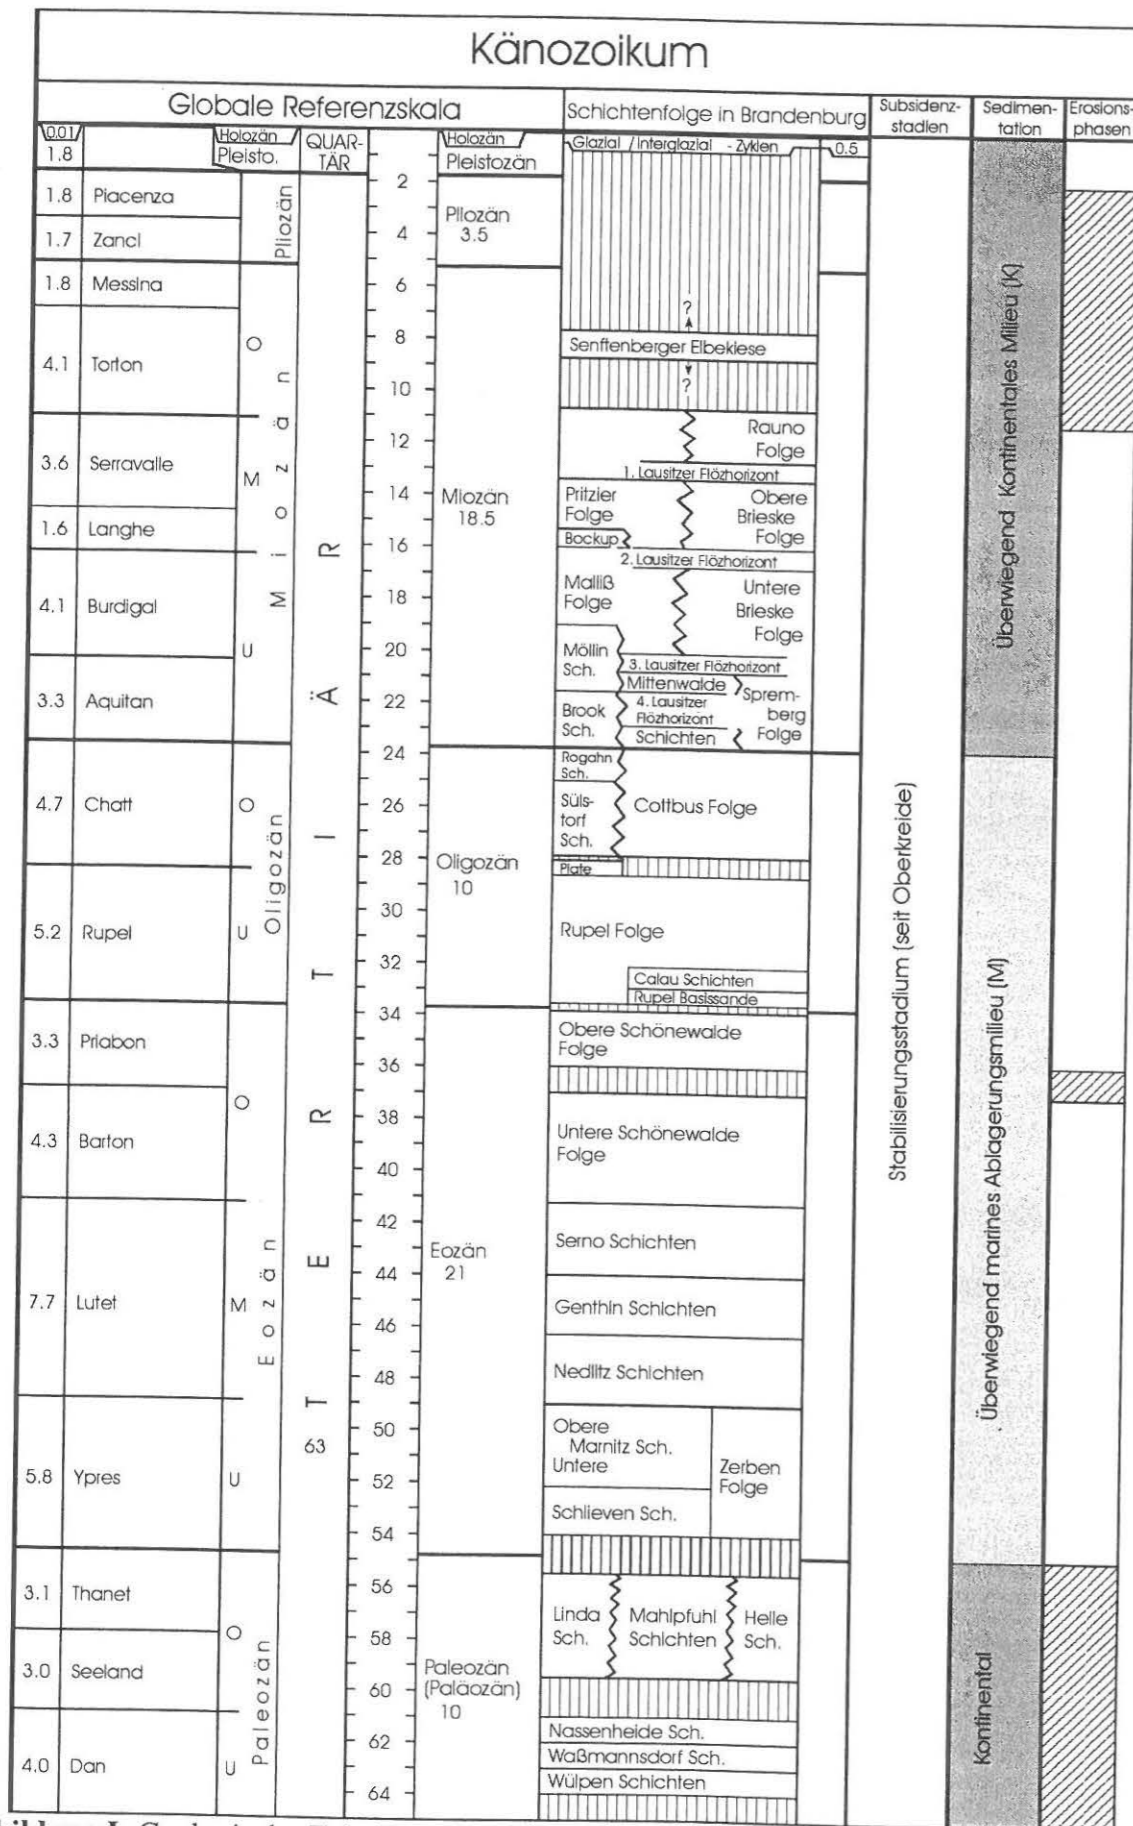 Känozoikum
Globale Referenzskala
Schichtenfolge in Brandenburg
Subsidenz-
stadien
Sedimen-
tation
Erosions-
phasen
0.01
Holozän
QUAR-
TÄR
Holozän
Glazial / Interglazial - Zyklen
0.5
1.8
Pleisto.
Pleistozän
1.8 Piacenza
1.7 Zancl
Pliozän
Pliozän
3.5
1.8 Messina
4.1 Torton
3.6 Serravalle
1.6 Langhe
4.1 Burdigal
3.3 Aquitan
O
M
U
Miozän
Miozän
18.5
4.7 Chatt
5.2 Rupel
O
U
Oligozän
Oligozän
10
3.3 Priabon
4.3 Barton
7.7 Lutet
5.8 Ypres
O
M
U
Eozän
Eozän
21
3.1 Thanet
3.0 Seeland
4.0 Dan
O
U
Paleozän
Paleozän
(Paläozän)
10
TERTIÄR
63
2
4
6
8
10
12
14
16
18
20
22
24
26
28
30
32
34
36
38
40
42
44
46
48
50
52
54
56
58
60
62
64
?
Senftenberger Elbekiese
?
Rauno
Folge
1. Lausitzer Flözhorizont
Pritzier
Folge
Obere
Brieske
Folge
Bockup
2. Lausitzer Flözhorizont
Malliß
Folge
Untere
Brieske
Folge
Möllin
Sch.
3. Lausitzer Flözhorizont
Mittenwalde
Sprem-
berg
Folge
Brook
Sch.
4. Lausitzer
Flözhorizont
Schichten
Rogahn
Sch.
Süls-
torf
Sch.
Cottbus Folge
Plate
Rupel Folge
Calau Schichten
Rupel Basissande
Obere Schönewalde
Folge
Untere Schönewalde
Folge
Serno Schichten
Genthin Schichten
Nedlitz Schichten
Obere
Marnitz Sch.
Untere
Zerben
Folge
Schlieven Sch.
Linda
Sch.
Mahlpfuhl
Schichten
Helle
Sch.
Nassenheide Sch.
Waßmannsdorf Sch.
Wülpen Schichten
Stabilisierungsstadium (seit Oberkreide)
Überwiegend Kontinentales Milieu (K)
Überwiegend marines Ablagerungsmilieu (M)
Kontinental